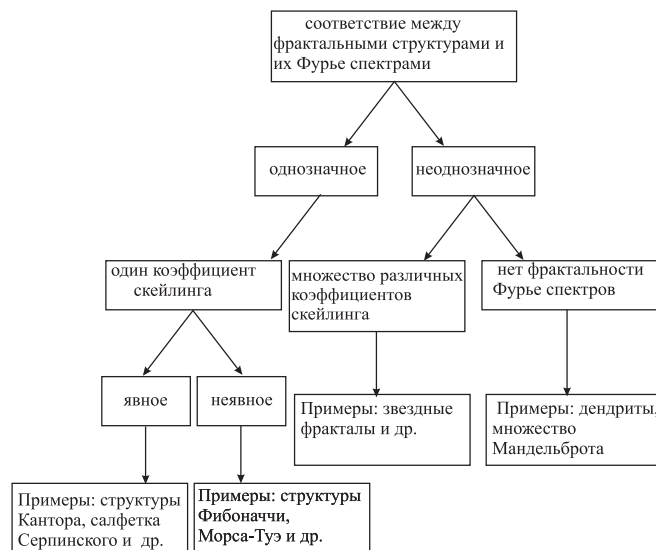 соответствие между
фрактальными структурами и
их Фурье спектрами
однозначное
неоднозначное
один коэффициент
скейлинга
множество различных
коэффициентов
скейлинга
нет фрактальности
Фурье спектров
явное
неявное
Примеры: звездные
фракталы и др.
Примеры: дендриты,
множество
Мандельброта
Примеры: структуры
Кантора, салфетка
Серпинского и др.
Примеры: структуры
Фибоначчи,
Морса-Туэ и др.